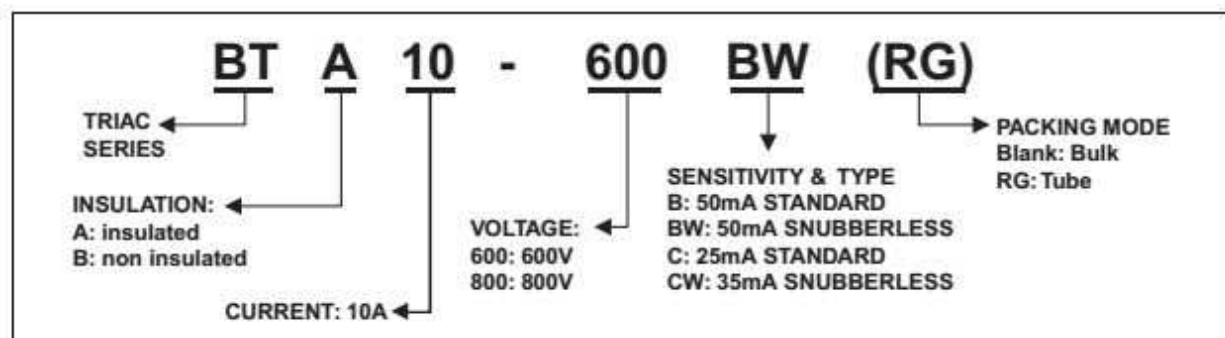 BT A 10 - 600 BW (RG)
TRIAC
SERIES
INSULATION:
A: insulated
B: non insulated
CURRENT: 10A
VOLTAGE:
600: 600V
800: 800V
SENSITIVITY & TYPE
B: 50mA STANDARD
BW: 50mA SNUBBERLESS
C: 25mA STANDARD
CW: 35mA SNUBBERLESS
PACKING MODE
Blank: Bulk
RG: Tube